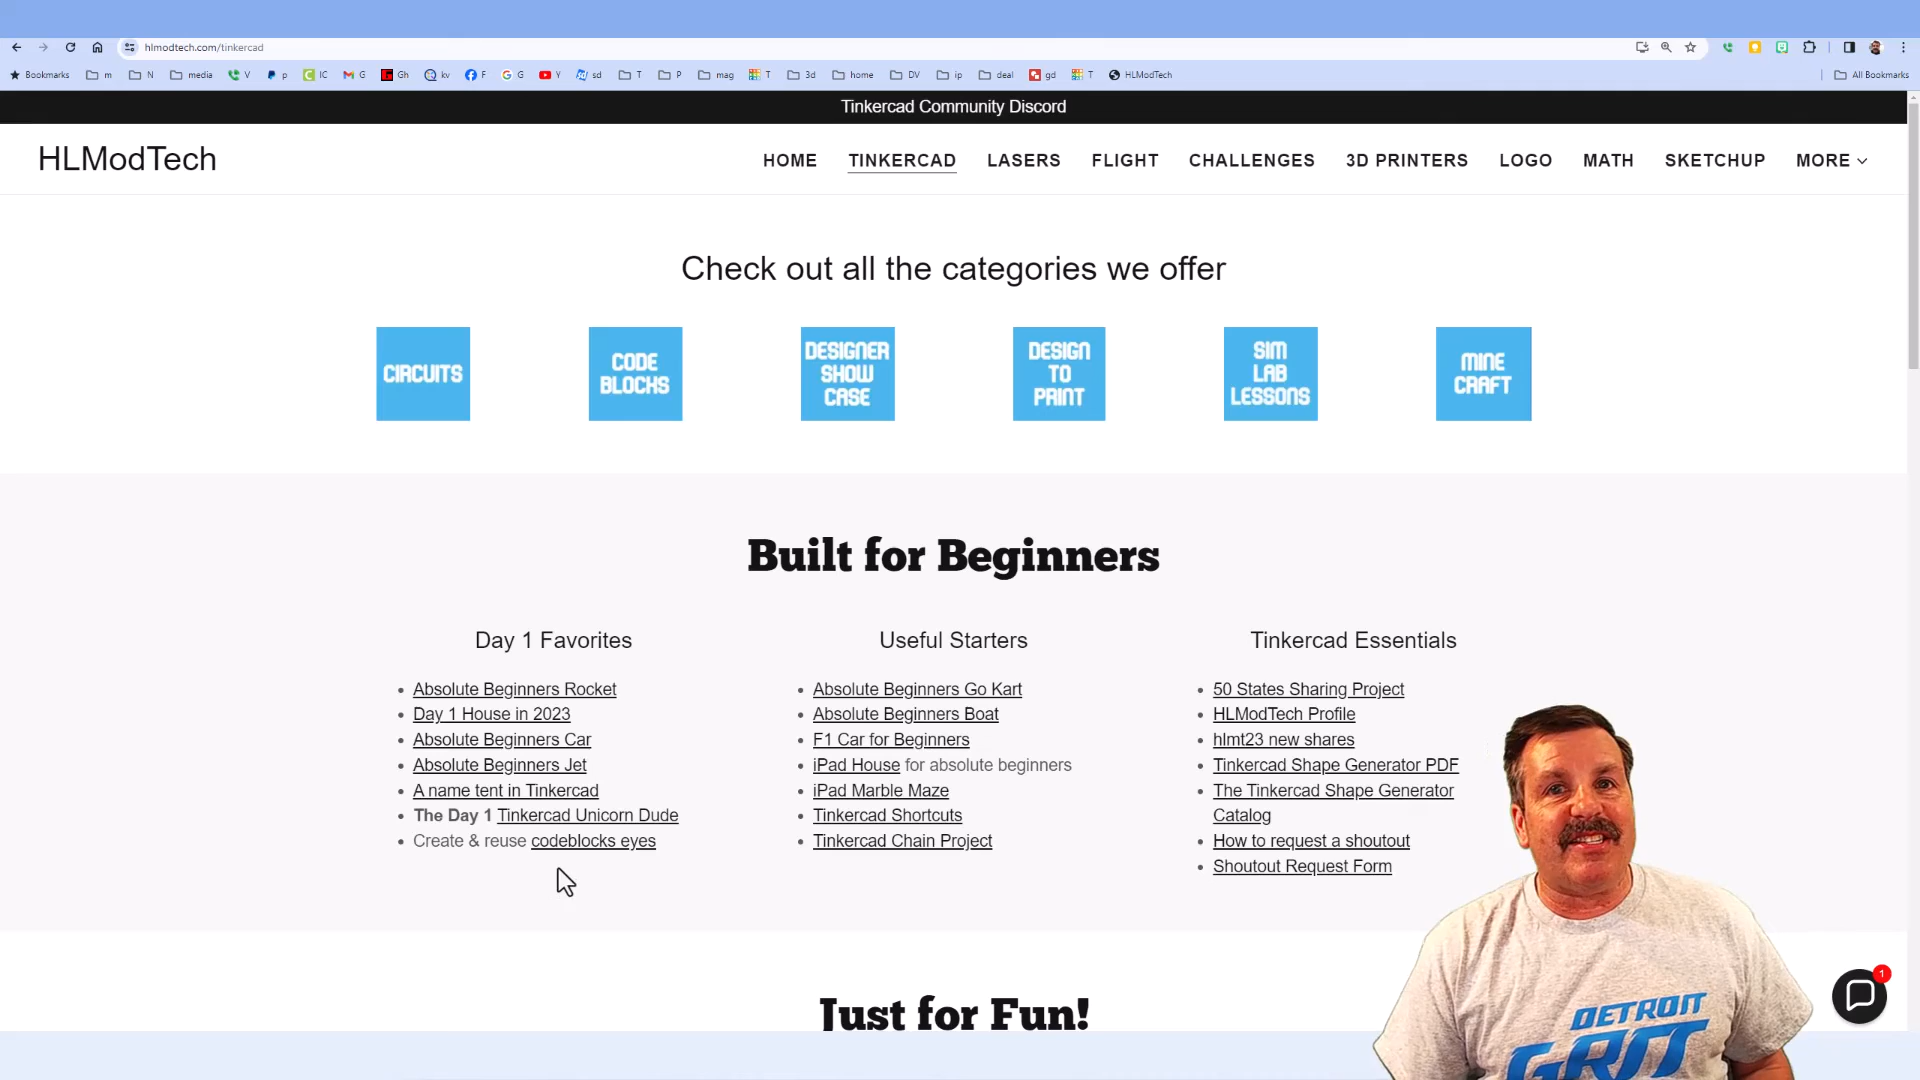 hlmodtech.com/tinkercad
Bookmarks m N media V p IC G Gh kv F G Y sd T P mag T 3d home DV ip deal gd T HLModTech All Bookmarks
Tinkercad Community Discord
HLModTech HOME TINKERCAD LASERS FLIGHT CHALLENGES 3D PRINTERS LOGO MATH SKETCHUP MORE
Check out all the categories we offer
CIRCUITS
CODE
BLOCKS
DESIGNER
SHOW
CASE
DESIGN
TO
PRINT
SIM
LAB
LESSONS
MINE
CRAFT
Built for Beginners
Day 1 Favorites
Absolute Beginners Rocket
Day 1 House in 2023
Absolute Beginners Car
Absolute Beginners Jet
A name tent in Tinkercad
The Day 1 Tinkercad Unicorn Dude
Create & reuse codeblocks eyes
Useful Starters
Absolute Beginners Go Kart
Absolute Beginners Boat
F1 Car for Beginners
iPad House for absolute beginners
iPad Marble Maze
Tinkercad Shortcuts
Tinkercad Chain Project
Tinkercad Essentials
50 States Sharing Project
HLModTech Profile
hlmt23 new shares
Tinkercad Shape Generator PDF
The Tinkercad Shape Generator
Catalog
How to request a shoutout
Shoutout Request Form
Just for Fun!
1
DETROIT
GRIT